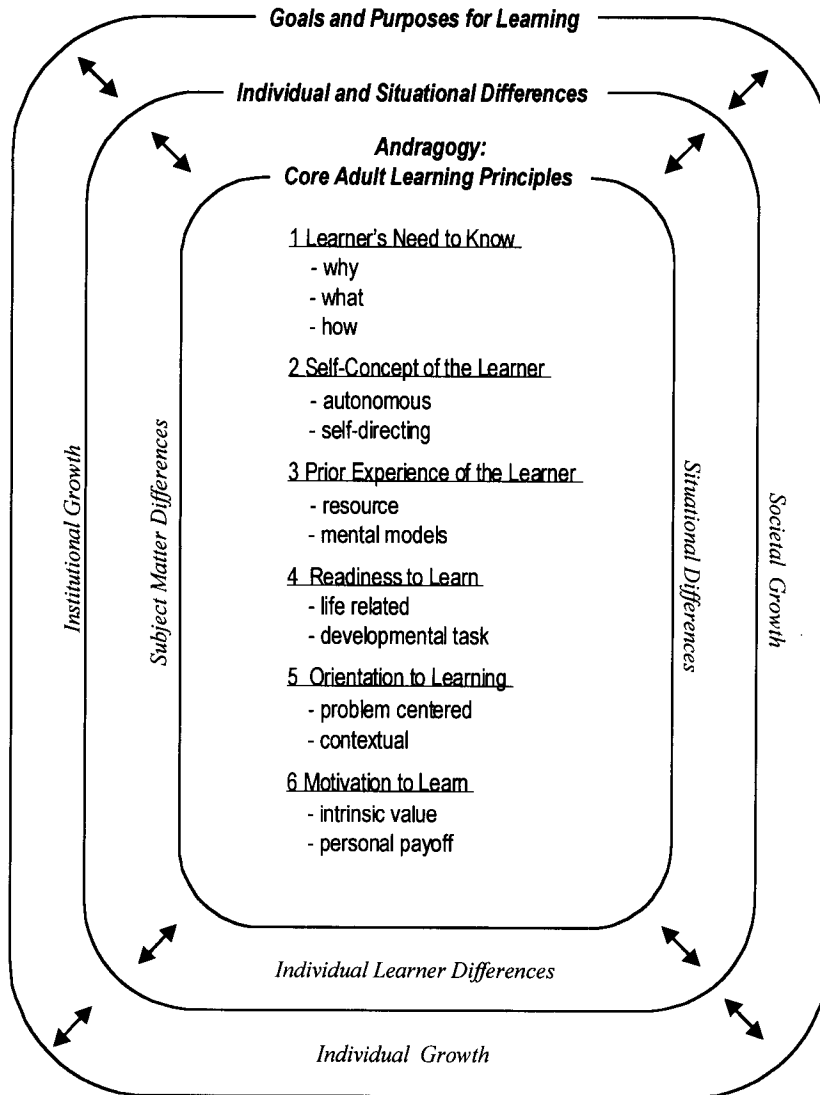 Goals and Purposes for Learning
Individual and Situational Differences
Andragogy:
Core Adult Learning Principles
1 Learner's Need to Know
- why
- what
- how
2 Self-Concept of the Learner
- autonomous
- self-directing
3 Prior Experience of the Learner
- resource
- mental models
4 Readiness to Learn
- life related
- developmental task
5 Orientation to Learning
- problem centered
- contextual
6 Motivation to Learn
- intrinsic value
- personal payoff
Institutional Growth
Subject Matter Differences
Situational Differences
Societal Growth
Individual Learner Differences
Individual Growth